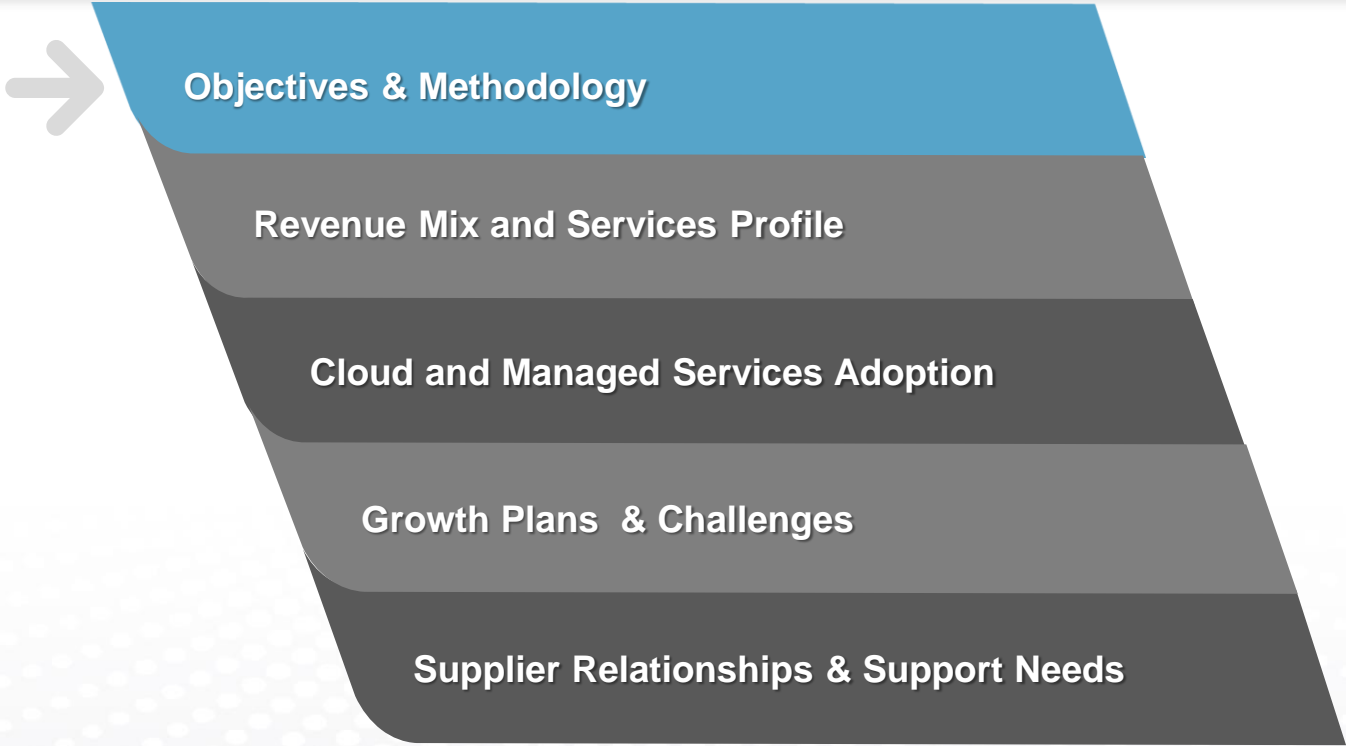 Objectives & Methodology
Revenue Mix and Services Profile
Cloud and Managed Services Adoption
Growth Plans  & Challenges
Supplier Relationships & Support Needs